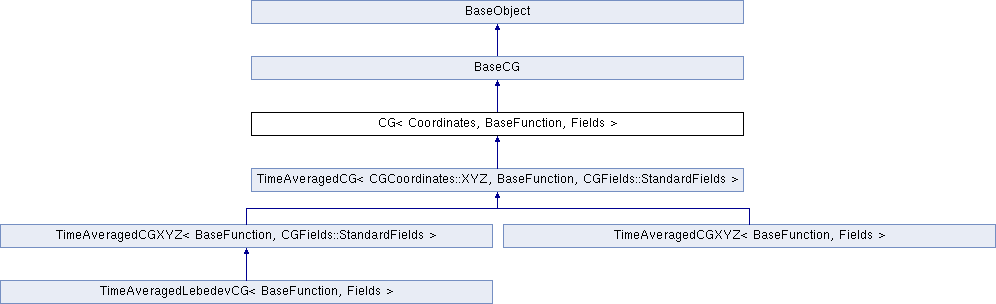 BaseObject
BaseCG
CG< Coordinates, BaseFunction, Fields >
TimeAveragedCG< CGCoordinates::XYZ, BaseFunction, CGFields::StandardFields >
TimeAveragedCGXYZ< BaseFunction, CGFields::StandardFields >
TimeAveragedCGXYZ< BaseFunction, Fields >
TimeAveragedLebedevCG< BaseFunction, Fields >